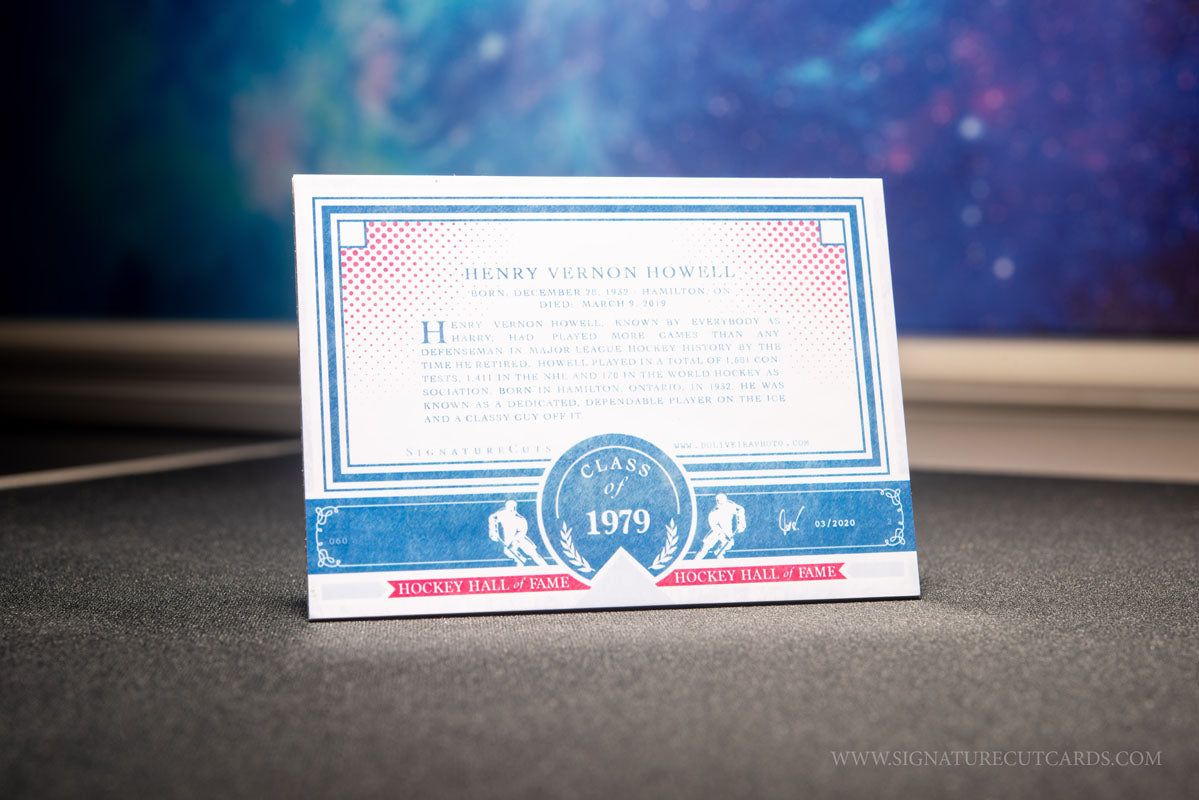 HENRY VERNON HOWELL
BORN: DECEMBER 28, 1932 - HAMILTON, ON
DIED: MARCH 9, 2019
HENRY VERNON HOWELL, KNOWN BY EVERYBODY AS
HARRY, HAD PLAYED MORE GAMES THAN ANY
DEFENSEMAN IN MAJOR LEAGUE HOCKEY HISTORY BY THE
TIME HE RETIRED. HOWELL PLAYED IN A TOTAL OF 1,581 CON-
TESTS, 1,411 IN THE NHL AND 170 IN THE WORLD HOCKEY AS-
SOCIATION. BORN IN HAMILTON, ONTARIO, IN 1932, HE WAS
KNOWN AS A DEDICATED, DEPENDABLE PLAYER ON THE ICE
AND A CLASSY GUY OFF IT.
SIGNATURECUTS
WWW.DOLIVEIRAPHOTO.COM
CLASS
of
1979
060
03/2020
2
HOCKEY HALL of FAME
HOCKEY HALL of FAME
WWW.SIGNATURECUTCARDS.COM